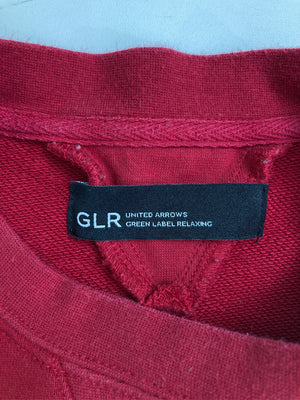 GLR
UNITED ARROWS
GREEN LABEL RELAXING